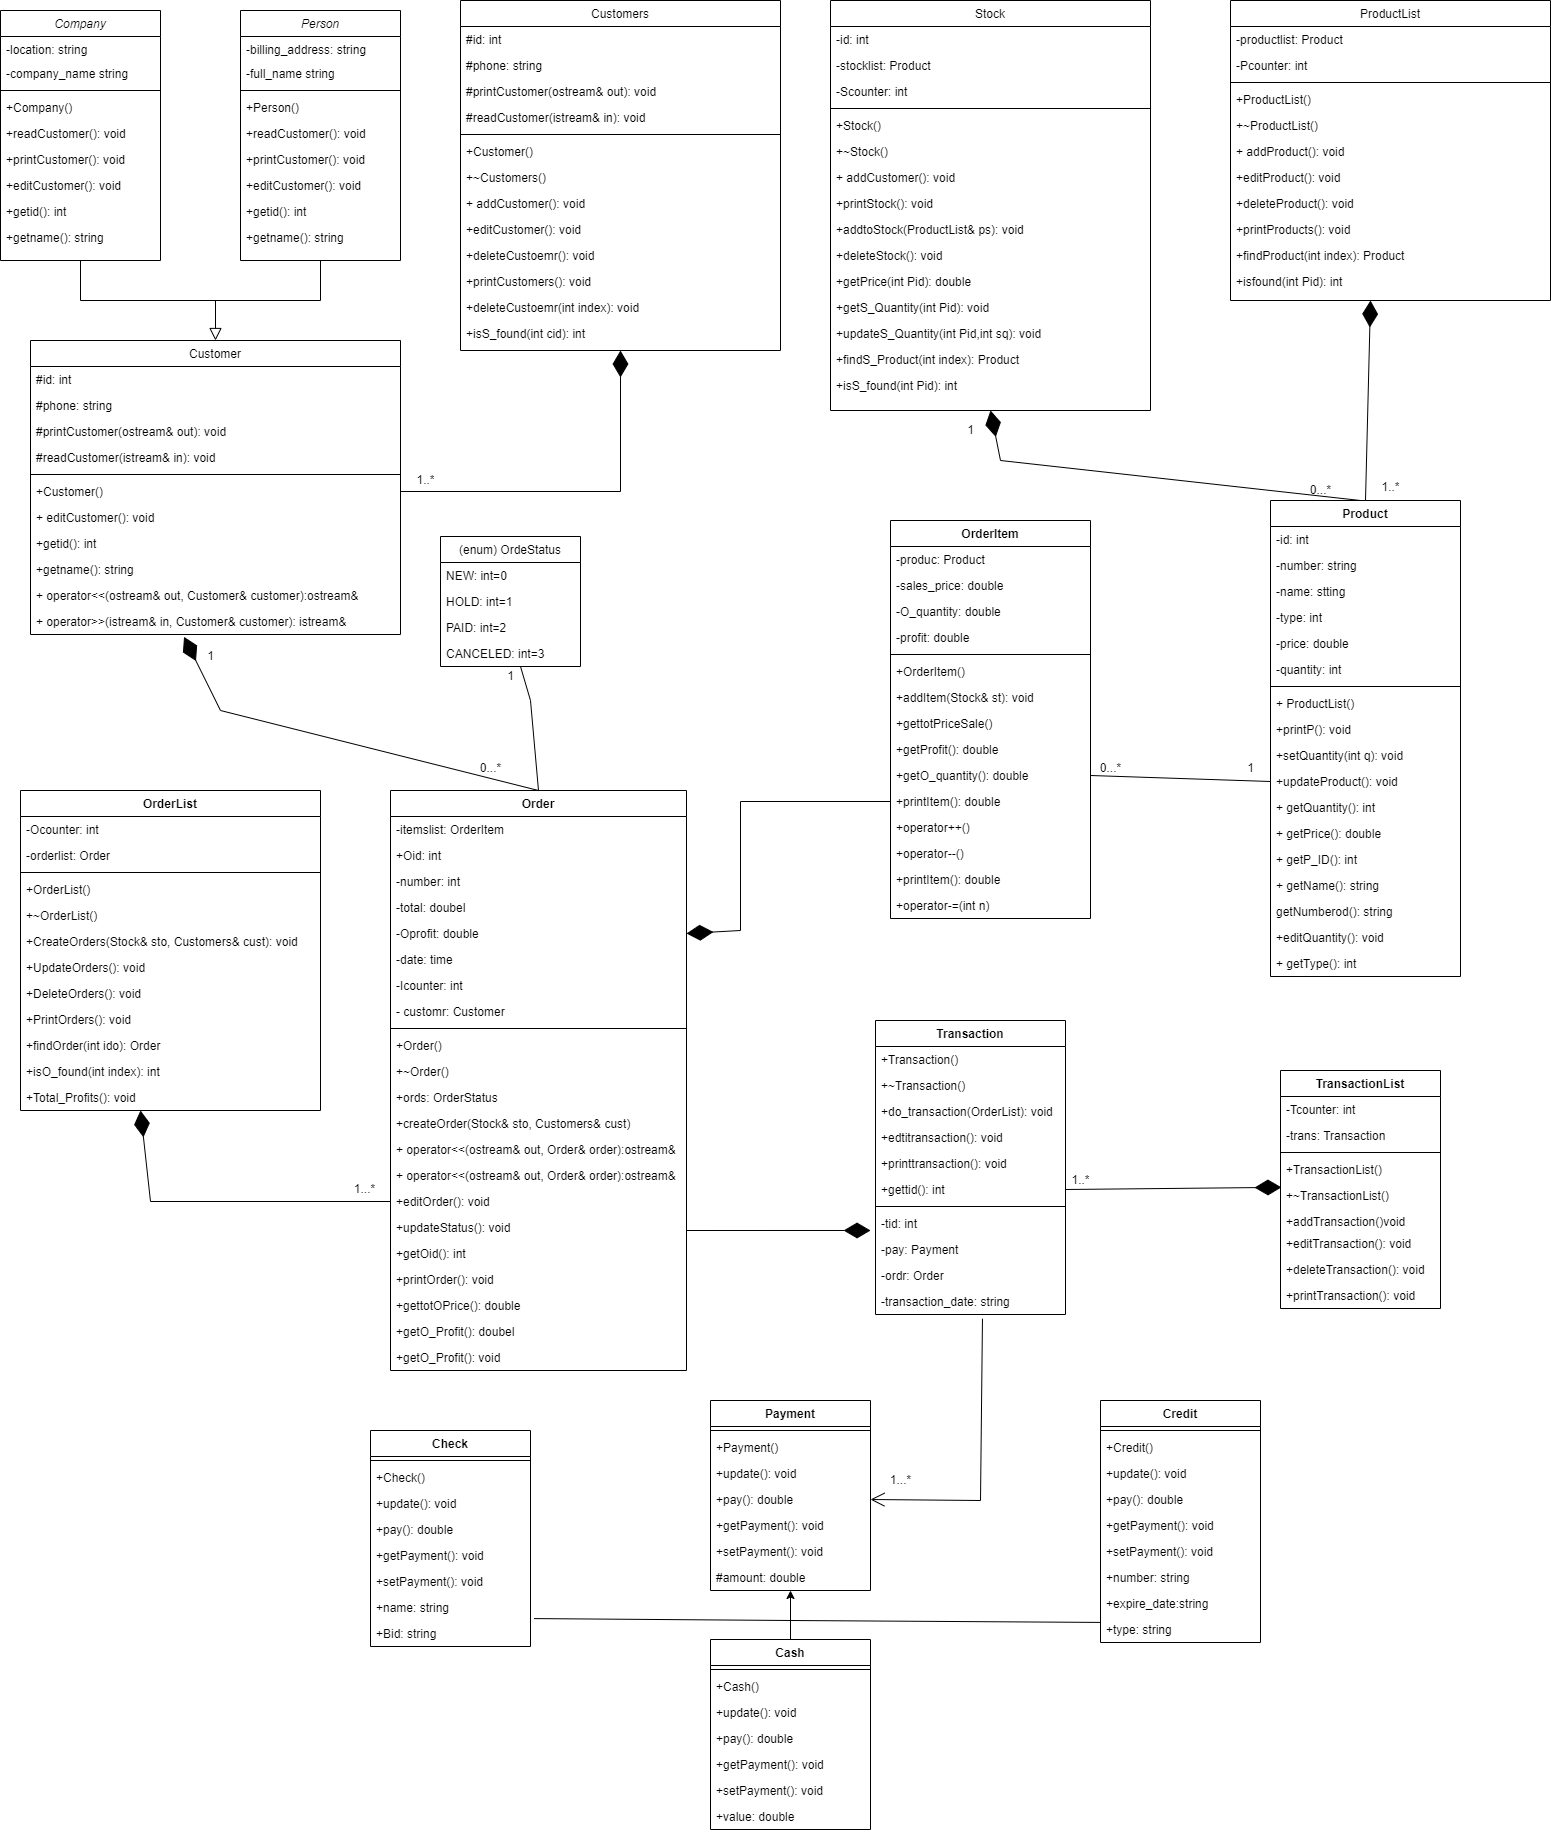 Company
-location: string
-company_name string
+Company()
+readCustomer(): void
+printCustomer(): void
+editCustomer(): void
+getid(): int
+getname(): string
Person
-billing_address: string
-full_name string
+Person()
+readCustomer(): void
+printCustomer(): void
+editCustomer(): void
+getid(): int
+getname(): string
Customers
#id: int
#phone: string
#printCustomer(ostream& out): void
#readCustomer(istream& in): void
+Customer()
+~Customers()
+ addCustomer(): void
+editCustomer(): void
+deleteCustoemr(): void
+printCustomers(): void
+deleteCustoemr(int index): void
+isS_found(int cid): int
Stock
-id: int
-stocklist: Product
-Scounter: int
+Stock()
+~Stock()
+ addCustomer(): void
+printStock(): void
+addtoStock(ProductList& ps): void
+deleteStock(): void
+getPrice(int Pid): double
+getS_Quantity(int Pid): void
+updateS_Quantity(int Pid,int sq): void
+findS_Product(int index): Product
+isS_found(int Pid): int
ProductList
-productlist: Product
-Pcounter: int
+ProductList()
+~ProductList()
+ addProduct(): void
+editProduct(): void
+deleteProduct(): void
+printProducts(): void
+findProduct(int index): Product
+isfound(int Pid): int
Customer
#id: int
#phone: string
#printCustomer(ostream& out): void
#readCustomer(istream& in): void
+Customer()
+ editCustomer(): void
+getid(): int
+getname(): string
+ operator<<(ostream& out, Customer& customer):ostream&
+ operator>>(istream& in, Customer& customer): istream&
1..*
1
0...*
1..*
(enum) OrdeStatus
NEW: int=0
HOLD: int=1
PAID: int=2
CANCELED: int=3
1
1
0...*
OrderItem
-produc: Product
-sales_price: double
-O_quantity: double
-profit: double
+OrderItem()
+addItem(Stock& st): void
+gettotPriceSale()
+getProfit(): double
+getO_quantity(): double
+printItem(): double
+operator++()
+operator--()
+printItem(): double
+operator-=(int n)
0...*
1
Product
-id: int
-number: string
-name: stting
-type: int
-price: double
-quantity: int
+ ProductList()
+printP(): void
+setQuantity(int q): void
+updateProduct(): void
+ getQuantity(): int
+ getPrice(): double
+ getP_ID(): int
+ getName(): string
getNumberod(): string
+editQuantity(): void
+ getType(): int
OrderList
-Ocounter: int
-orderlist: Order
+OrderList()
+~OrderList()
+CreateOrders(Stock& sto, Customers& cust): void
+UpdateOrders(): void
+DeleteOrders(): void
+PrintOrders(): void
+findOrder(int ido): Order
+isO_found(int index): int
+Total_Profits(): void
1...*
Order
-itemslist: OrderItem
+Oid: int
-number: int
-total: doubel
-Oprofit: double
-date: time
-Icounter: int
- customr: Customer
+Order()
+~Order()
+ords: OrderStatus
+createOrder(Stock& sto, Customers& cust)
+ operator<<(ostream& out, Order& order):ostream&
+ operator<<(ostream& out, Order& order):ostream&
+editOrder(): void
+updateStatus(): void
+getOid(): int
+printOrder(): void
+gettotOPrice(): double
+getO_Profit(): doubel
+getO_Profit(): void
Transaction
+Transaction()
+~Transaction()
+do_transaction(OrderList): void
+edtitransaction(): void
+printtransaction(): void
+gettid(): int
-tid: int
-pay: Payment
-ordr: Order
-transaction_date: string
1..*
TransactionList
-Tcounter: int
-trans: Transaction
+TransactionList()
+~TransactionList()
+addTransaction()void
+editTransaction(): void
+deleteTransaction(): void
+printTransaction(): void
Check
+Check()
+update(): void
+pay(): double
+getPayment(): void
+setPayment(): void
+name: string
+Bid: string
Payment
+Payment()
+update(): void
+pay(): double
+getPayment(): void
+setPayment(): void
#amount: double
1...*
Credit
+Credit()
+update(): void
+pay(): double
+getPayment(): void
+setPayment(): void
+number: string
+expire_date:string
+type: string
Cash
+Cash()
+update(): void
+pay(): double
+getPayment(): void
+setPayment(): void
+value: double